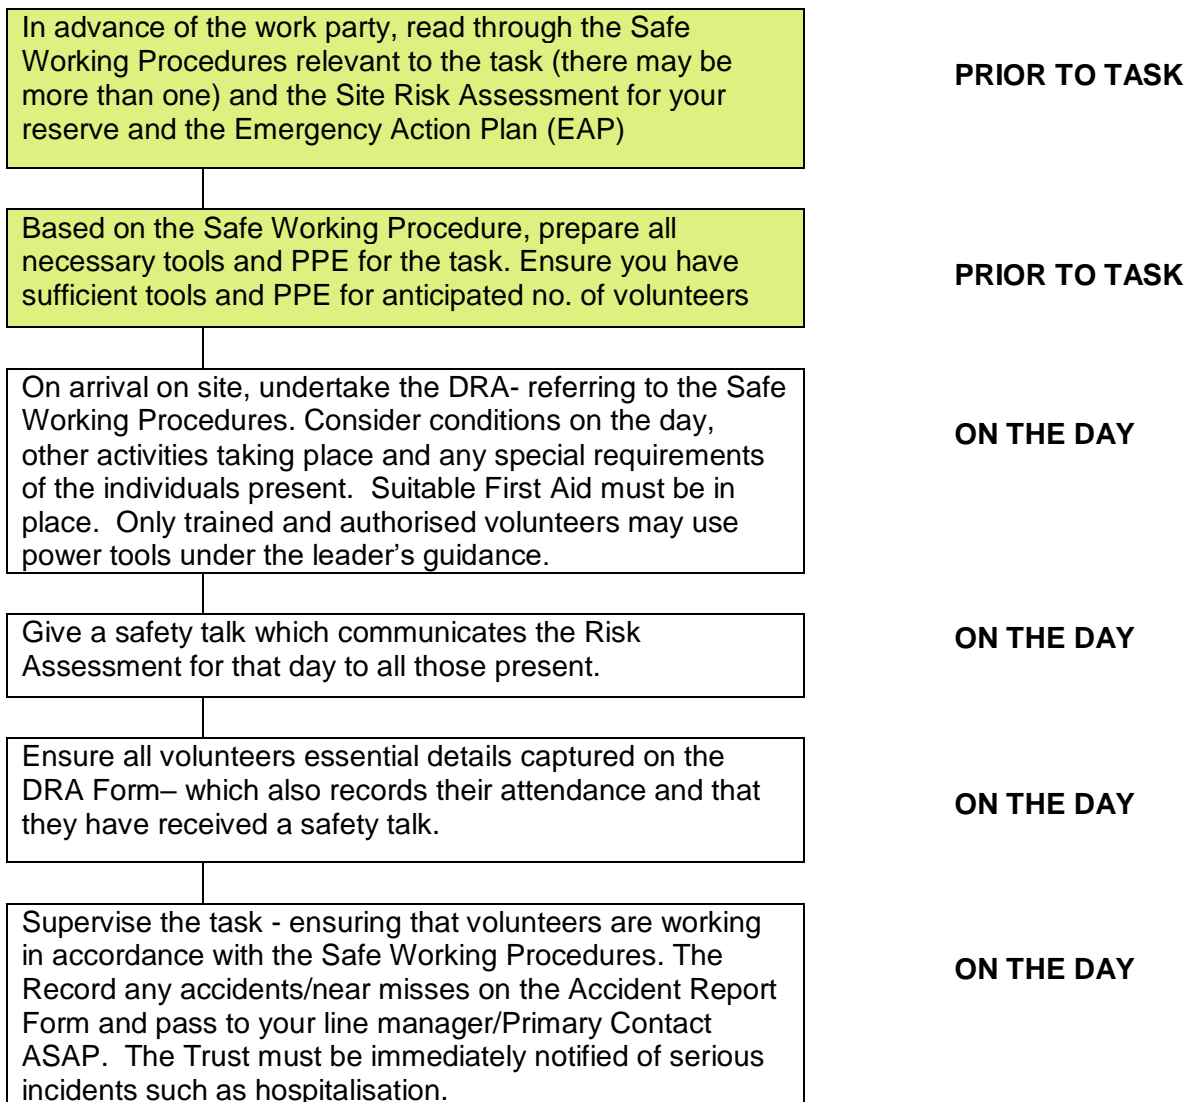 In advance of the work party, read through the Safe
Working Procedures relevant to the task (there may be
more than one) and the Site Risk Assessment for your
reserve and the Emergency Action Plan (EAP)
PRIOR TO TASK
Based on the Safe Working Procedure, prepare all
necessary tools and PPE for the task. Ensure you have
sufficient tools and PPE for anticipated no. of volunteers
PRIOR TO TASK
On arrival on site, undertake the DRA- referring to the Safe
Working Procedures. Consider conditions on the day,
other activities taking place and any special requirements
of the individuals present.  Suitable First Aid must be in
place.  Only trained and authorised volunteers may use
power tools under the leader’s guidance.
ON THE DAY
Give a safety talk which communicates the Risk
Assessment for that day to all those present.
ON THE DAY
Ensure all volunteers essential details captured on the
DRA Form– which also records their attendance and that
they have received a safety talk.
ON THE DAY
Supervise the task - ensuring that volunteers are working
in accordance with the Safe Working Procedures. The
Record any accidents/near misses on the Accident Report
Form and pass to your line manager/Primary Contact
ASAP.  The Trust must be immediately notified of serious
incidents such as hospitalisation.
ON THE DAY